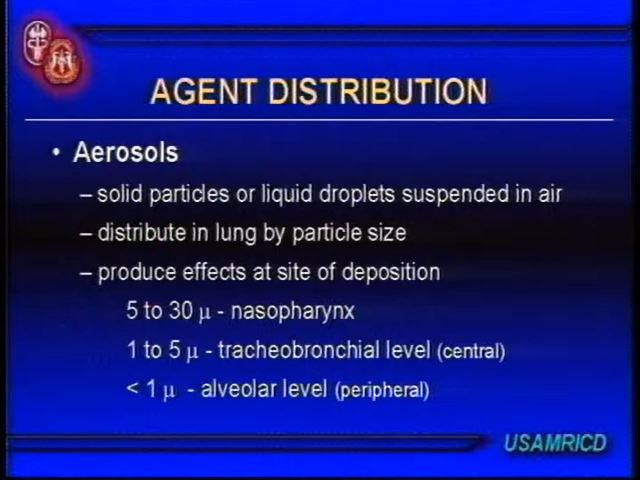 AGENT DISTRIBUTION
• Aerosols
– solid particles or liquid droplets suspended in air
– distribute in lung by particle size
– produce effects at site of deposition
5 to 30 µ - nasopharynx
1 to 5 µ - tracheobronchial level (central)
< 1 µ - alveolar level (peripheral)
USAMRICD